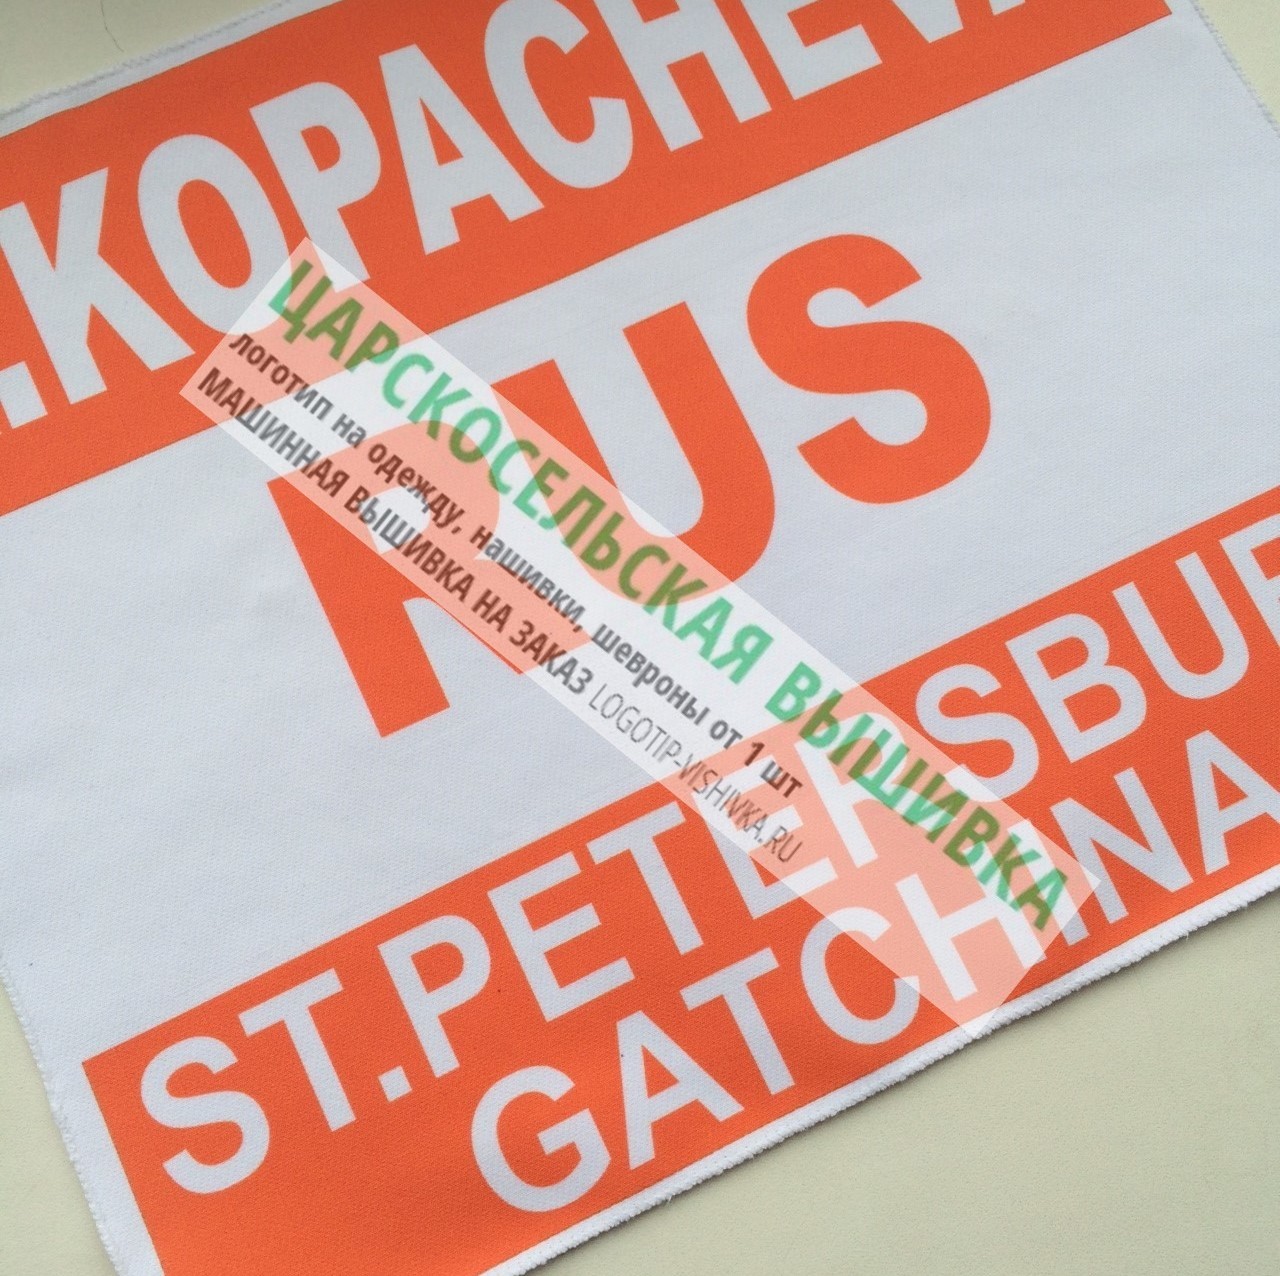 .KOPACHEV
RUS
ST.PETERSBU
GATCHINA
ЦАРСКОСЕЛЬСКАЯ ВЫШИВКА
логотип на одежду, нашивки, шевроны от 1 шт
МАШИННАЯ ВЫШИВКА НА ЗАКАЗ LOGOTIP-VISHIVKA.RU